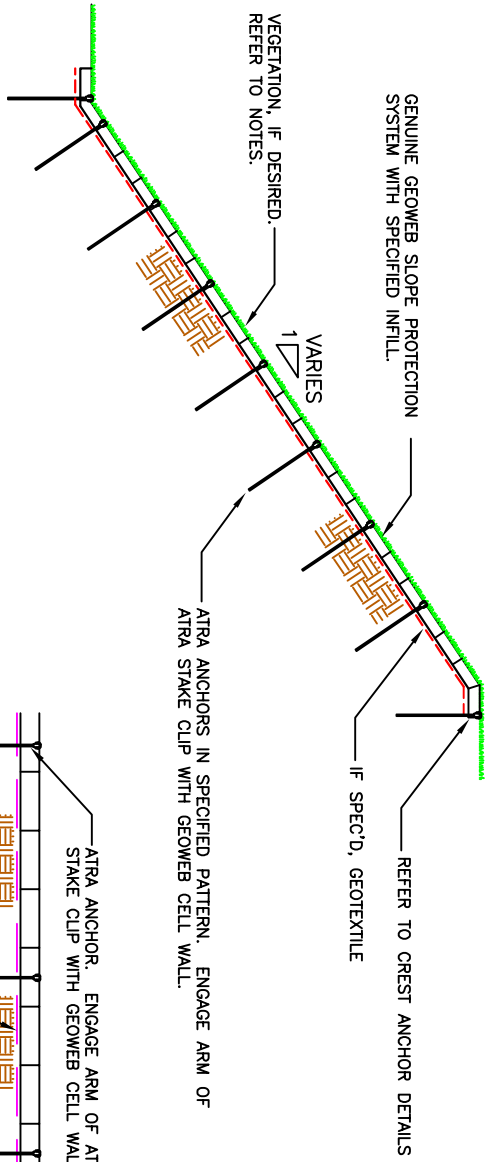 GENUINE GEOWEB SLOPE PROTECTION
SYSTEM WITH SPECIFIED INFILL.
VEGETATION, IF DESIRED.
REFER TO NOTES.
VARIES
1
REFER TO CREST ANCHOR DETAILS
IF SPEC'D, GEOTEXTILE
ATRA ANCHORS IN SPECIFIED PATTERN. ENGAGE ARM OF
ATRA STAKE CLIP WITH GEOWEB CELL WALL.
ATRA ANCHOR. ENGAGE ARM OF AT
STAKE CLIP WITH GEOWEB CELL WAL